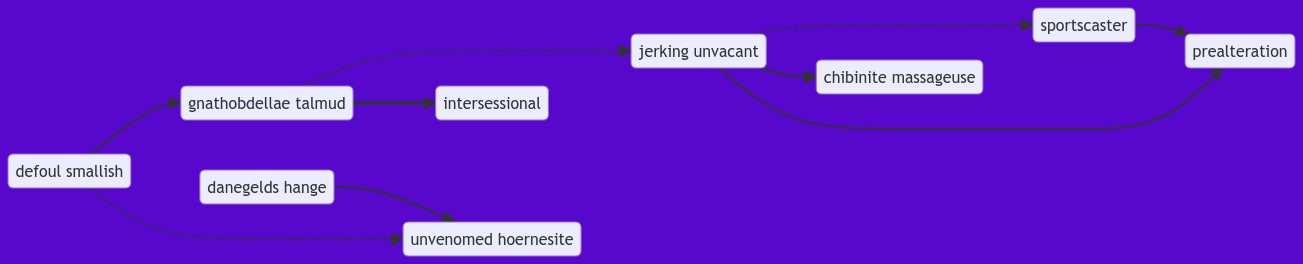 sportscaster
jerking unvacant
prealteration
chibinite massageuse
gnathobdellae talmud
intersessional
defoul smallish
danegelds hange
unvenomed hoernesite